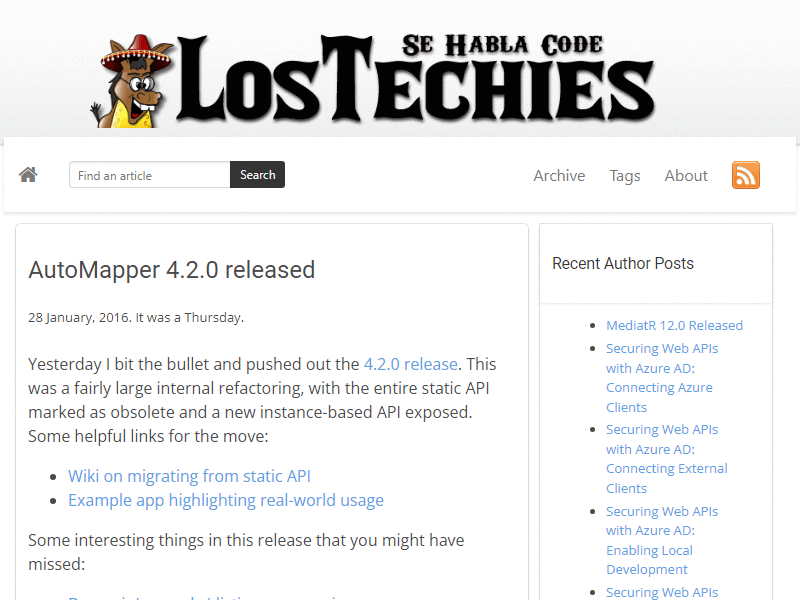 Se Habla Code
LosTechies
Find an article
Search
Archive
Tags
About
AutoMapper 4.2.0 released
28 January, 2016. It was a Thursday.
Yesterday I bit the bullet and pushed out the 4.2.0 release. This
was a fairly large internal refactoring, with the entire static API
marked as obsolete and a new instance-based API exposed.
Some helpful links for the move:
Wiki on migrating from static API
Example app highlighting real-world usage
Some interesting things in this release that you might have
missed:
Recent Author Posts
MediatR 12.0 Released
Securing Web APIs
with Azure AD:
Connecting Azure
Clients
Securing Web APIs
with Azure AD:
Connecting External
Clients
Securing Web APIs
with Azure AD:
Enabling Local
Development
Securing Web APIs